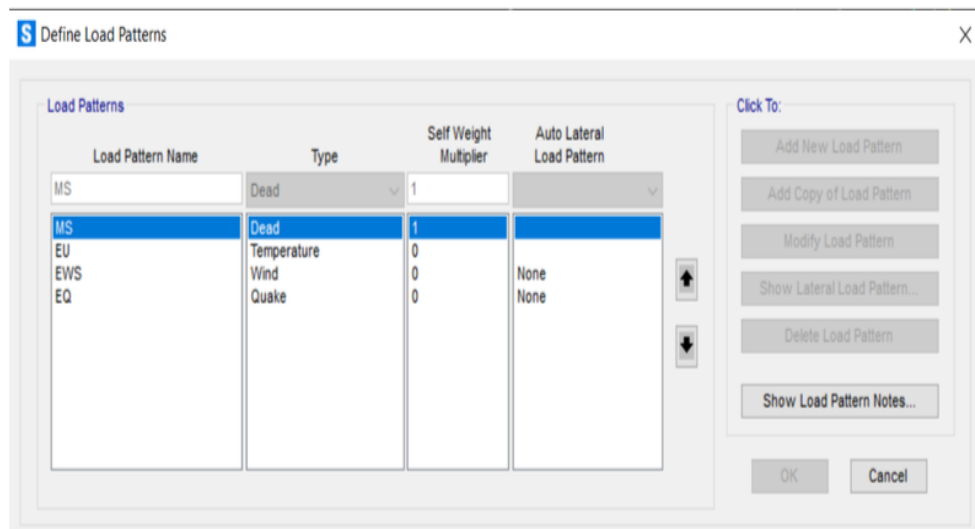 S Define Load Patterns X
Load Patterns
Click To:
Load Pattern Name Type Self Weight Multiplier Auto Lateral Load Pattern
MS Dead 1
MS Dead 1
EU Temperature 0
EWS Wind 0 None
EQ Quake 0 None
Add New Load Pattern
Add Copy of Load Pattern
Modify Load Pattern
Show Lateral Load Pattern...
Delete Load Pattern
Show Load Pattern Notes...
OK Cancel